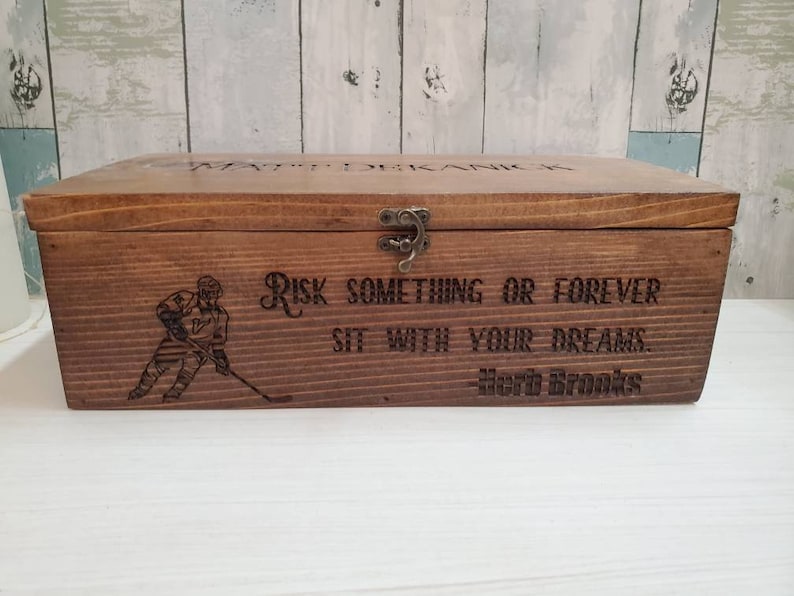 RISK SOMETHING OR FOREVER
SIT WITH YOUR DREAMS.
Herb Brooks